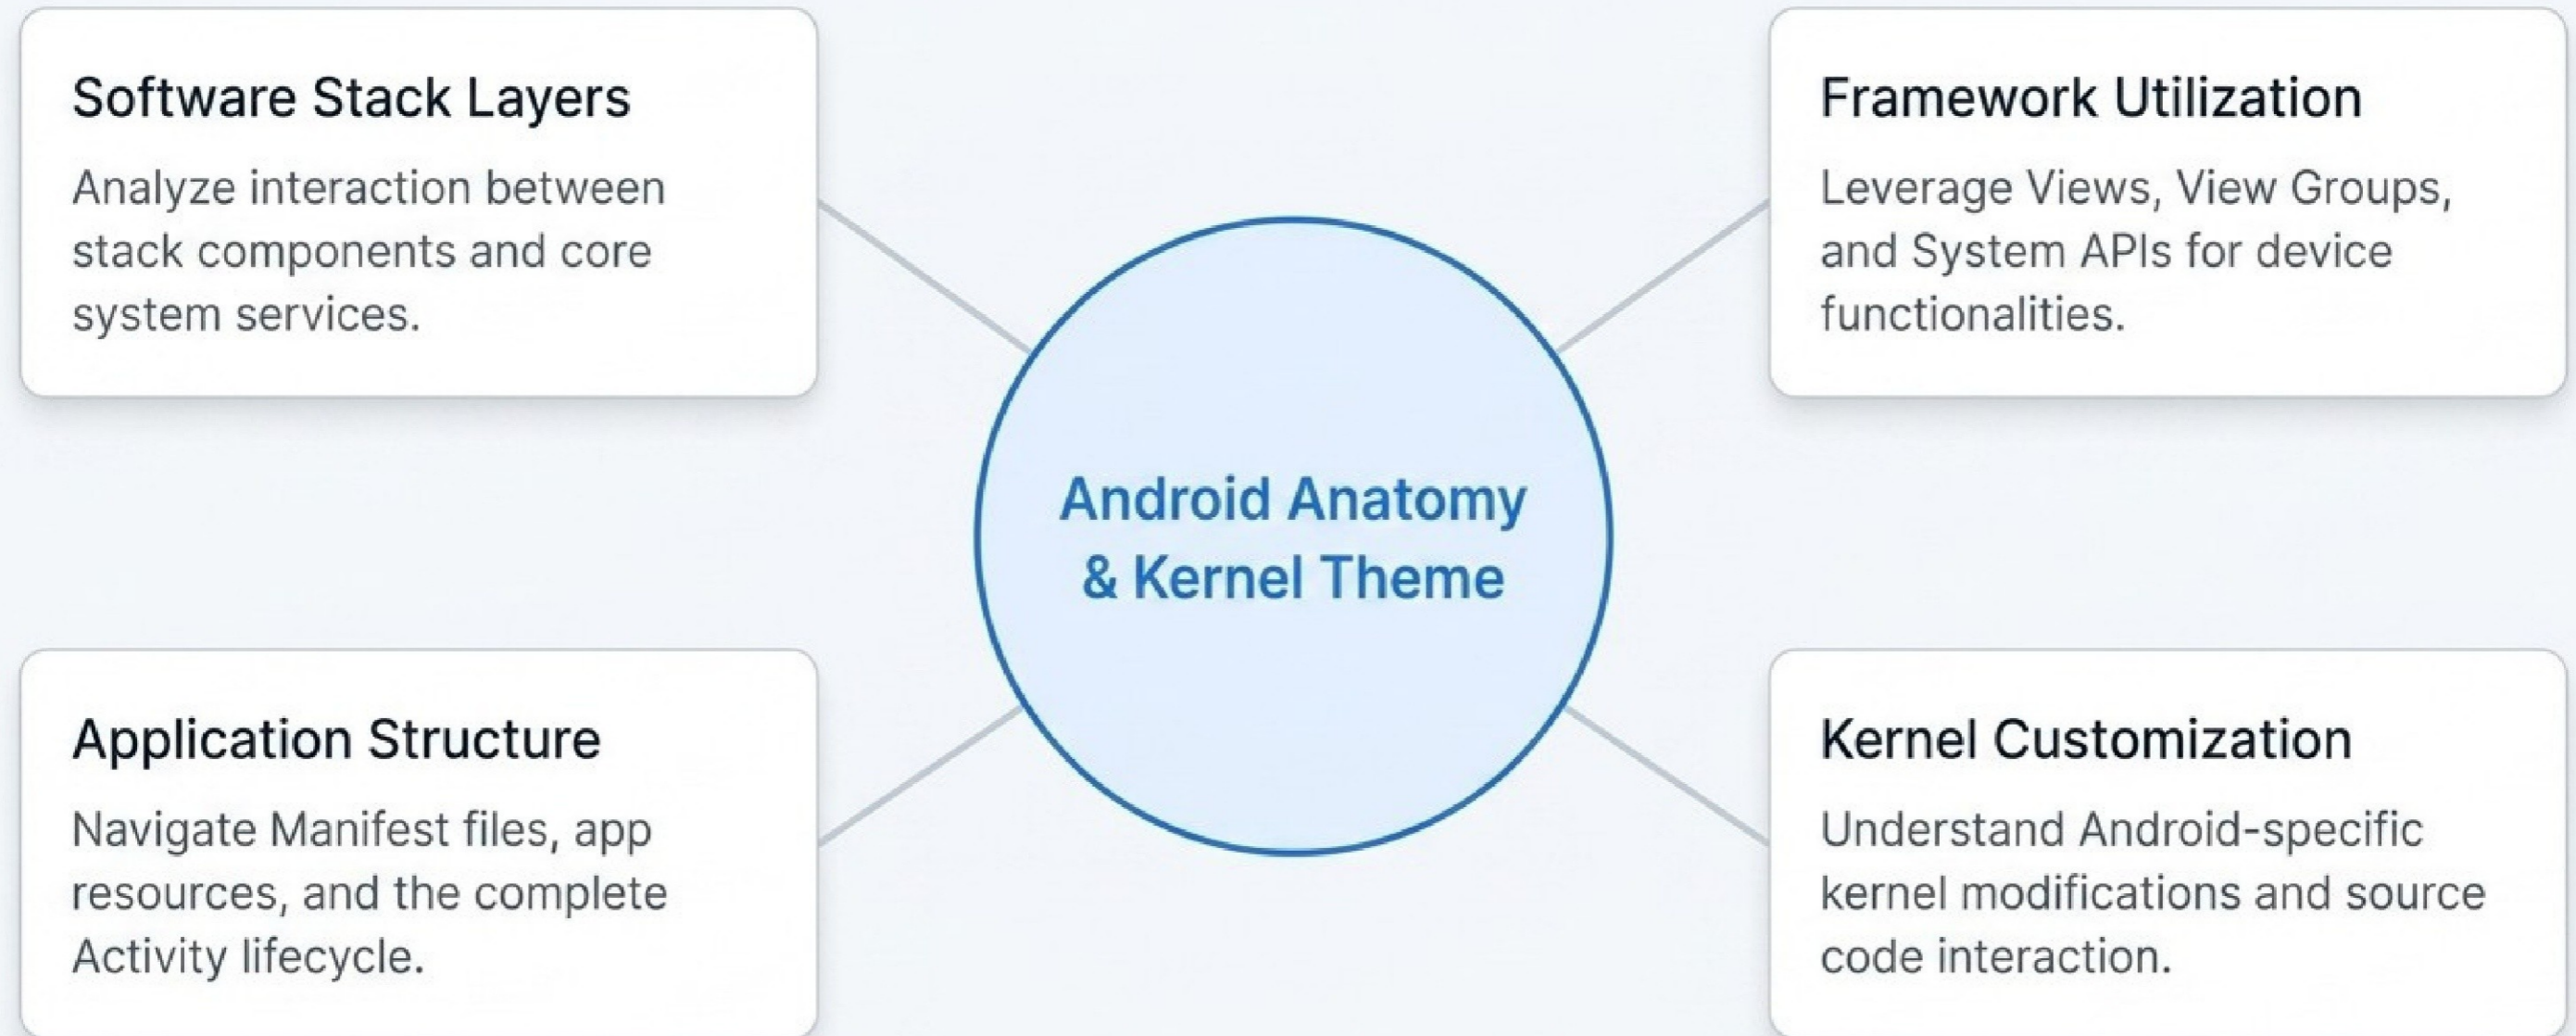 Software Stack Layers
Analyze interaction between
stack components and core
system services.
Framework Utilization
Leverage Views, View Groups,
and System APIs for device
functionalities.
Android Anatomy
& Kernel Theme
Application Structure
Navigate Manifest files, app
resources, and the complete
Activity lifecycle.
Kernel Customization
Understand Android-specific
kernel modifications and source
code interaction.